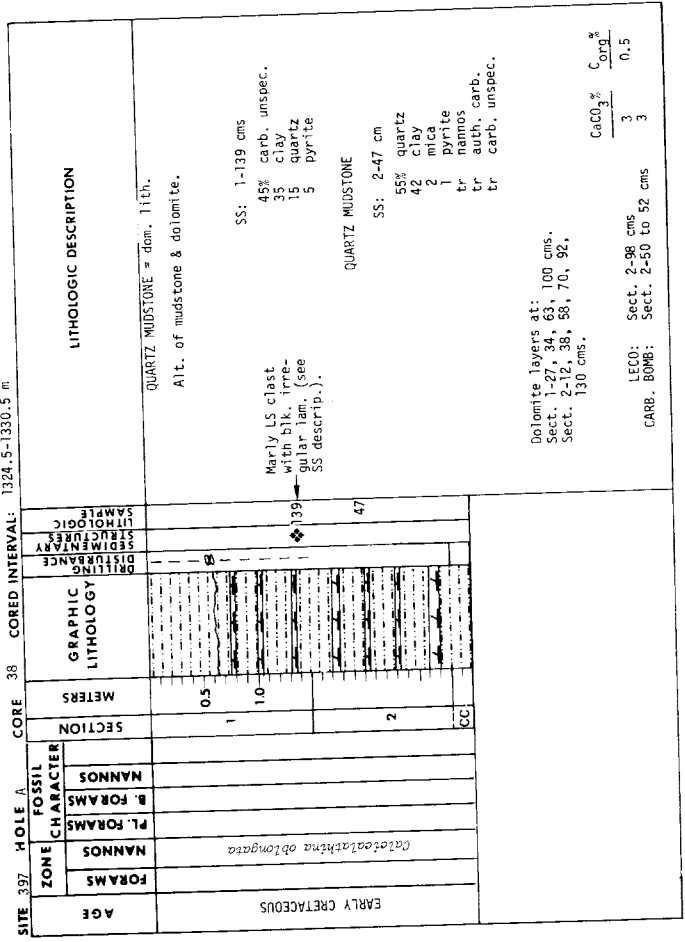 SITE 397 HOLE A CORE 38 CORED INTERVAL: 1324.5-1330.5 m
AGE
ZONE
FORAMS
NANNOS
FOSSIL CHARACTER
PL. FORAMS
B. FORAMS
NANNOS
SECTION
METERS
GRAPHIC LITHOLOGY
DRILLING DISTURBANCE
SEDIMENTARY STRUCTURES
LITHOLOGIC SAMPLE
LITHOLOGIC DESCRIPTION
EARLY CRETACEOUS
Calcicalathina oblongata
1
2
CC
0.5
1.0
139
47
QUARTZ MUDSTONE = dom. lith.
Alt. of mudstone & dolomite.
Marly LS clast
with blk. irre-
gular lam. (see
SS descrip.).
SS: 1-139 cms
45% carb. unspec.
35 clay
15 quartz
5 pyrite
QUARTZ MUDSTONE
SS: 2-47 cm
55% quartz
42 clay
2 mica
1 pyrite
tr nannos
tr auth. carb.
tr carb. unspec.
Dolomite layers at:
Sect. 1-27, 34, 63, 100 cms.
Sect. 2-12, 38, 58, 70, 92,
130 cms.
CaCO3% Corg%
LECO: Sect. 2-98 cms 3 0.5
CARB. BOMB: Sect. 2-50 to 52 cms 3